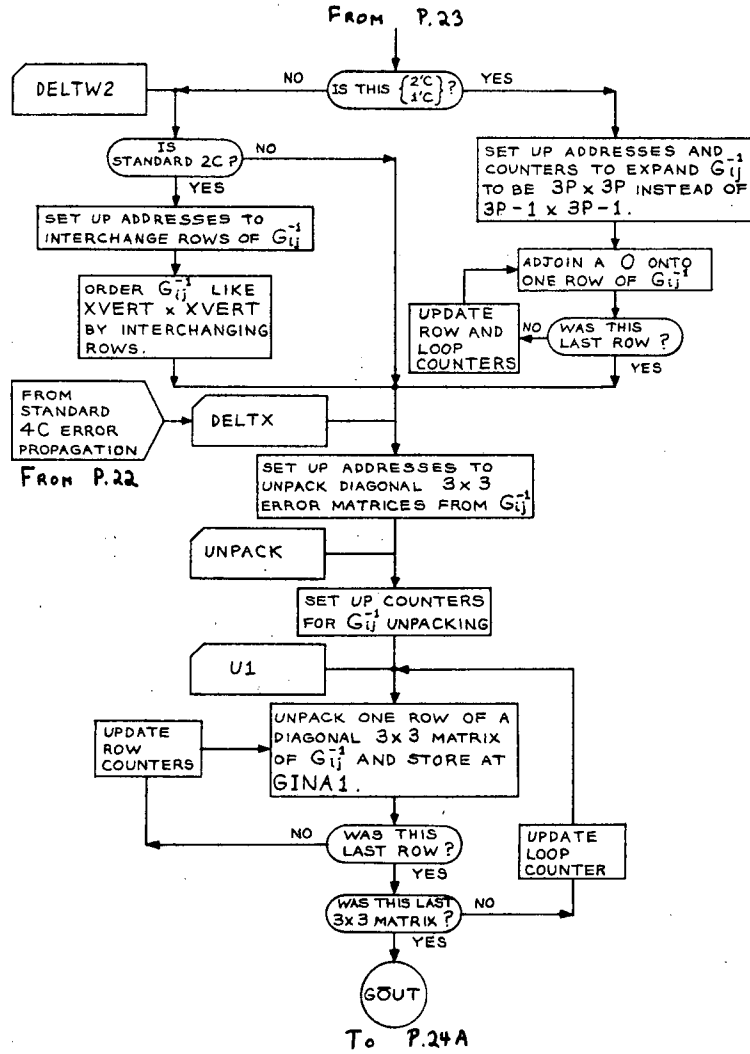 FROM P.23
DELTW2
NO
IS THIS {2'C 1'C} ?
YES
IS
STANDARD 2C ?
NO
YES
SET UP ADDRESSES AND
COUNTERS TO EXPAND Gij^-1
TO BE 3P x 3P INSTEAD OF
3P-1 x 3P-1.
SET UP ADDRESSES TO
INTERCHANGE ROWS OF Gij^-1
ADJOIN A 0 ONTO
ONE ROW OF Gij^-1
ORDER Gij^-1 LIKE
XVERT x XVERT
BY INTERCHANGING
ROWS.
UPDATE
ROW AND
LOOP
COUNTERS
NO
WAS THIS
LAST ROW ?
YES
FROM
STANDARD
4C ERROR
PROPAGATION
FROM P.22
DELTX
SET UP ADDRESSES TO
UNPACK DIAGONAL 3x3
ERROR MATRICES FROM Gij^-1
UNPACK
SET UP COUNTERS
FOR Gij^-1 UNPACKING
U1
UPDATE
ROW
COUNTERS
UNPACK ONE ROW OF A
DIAGONAL 3x3 MATRIX
OF Gij^-1 AND STORE AT
GINA1.
NO
WAS THIS
LAST ROW ?
YES
UPDATE
LOOP
COUNTER
WAS THIS LAST
3x3 MATRIX ?
NO
YES
GŌUT
TO P.24A